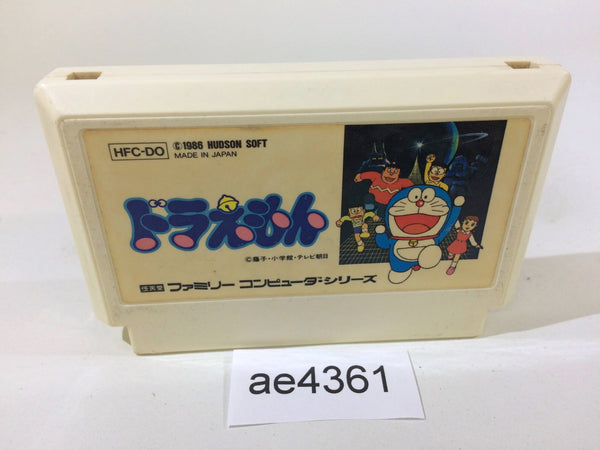 HFC-DO
©1986 HUDSON SOFT
MADE IN JAPAN
ドラえもん
©藤子・小学館・テレビ朝日
任天堂 ファミリー コンピュータ・シリーズ
ae4361